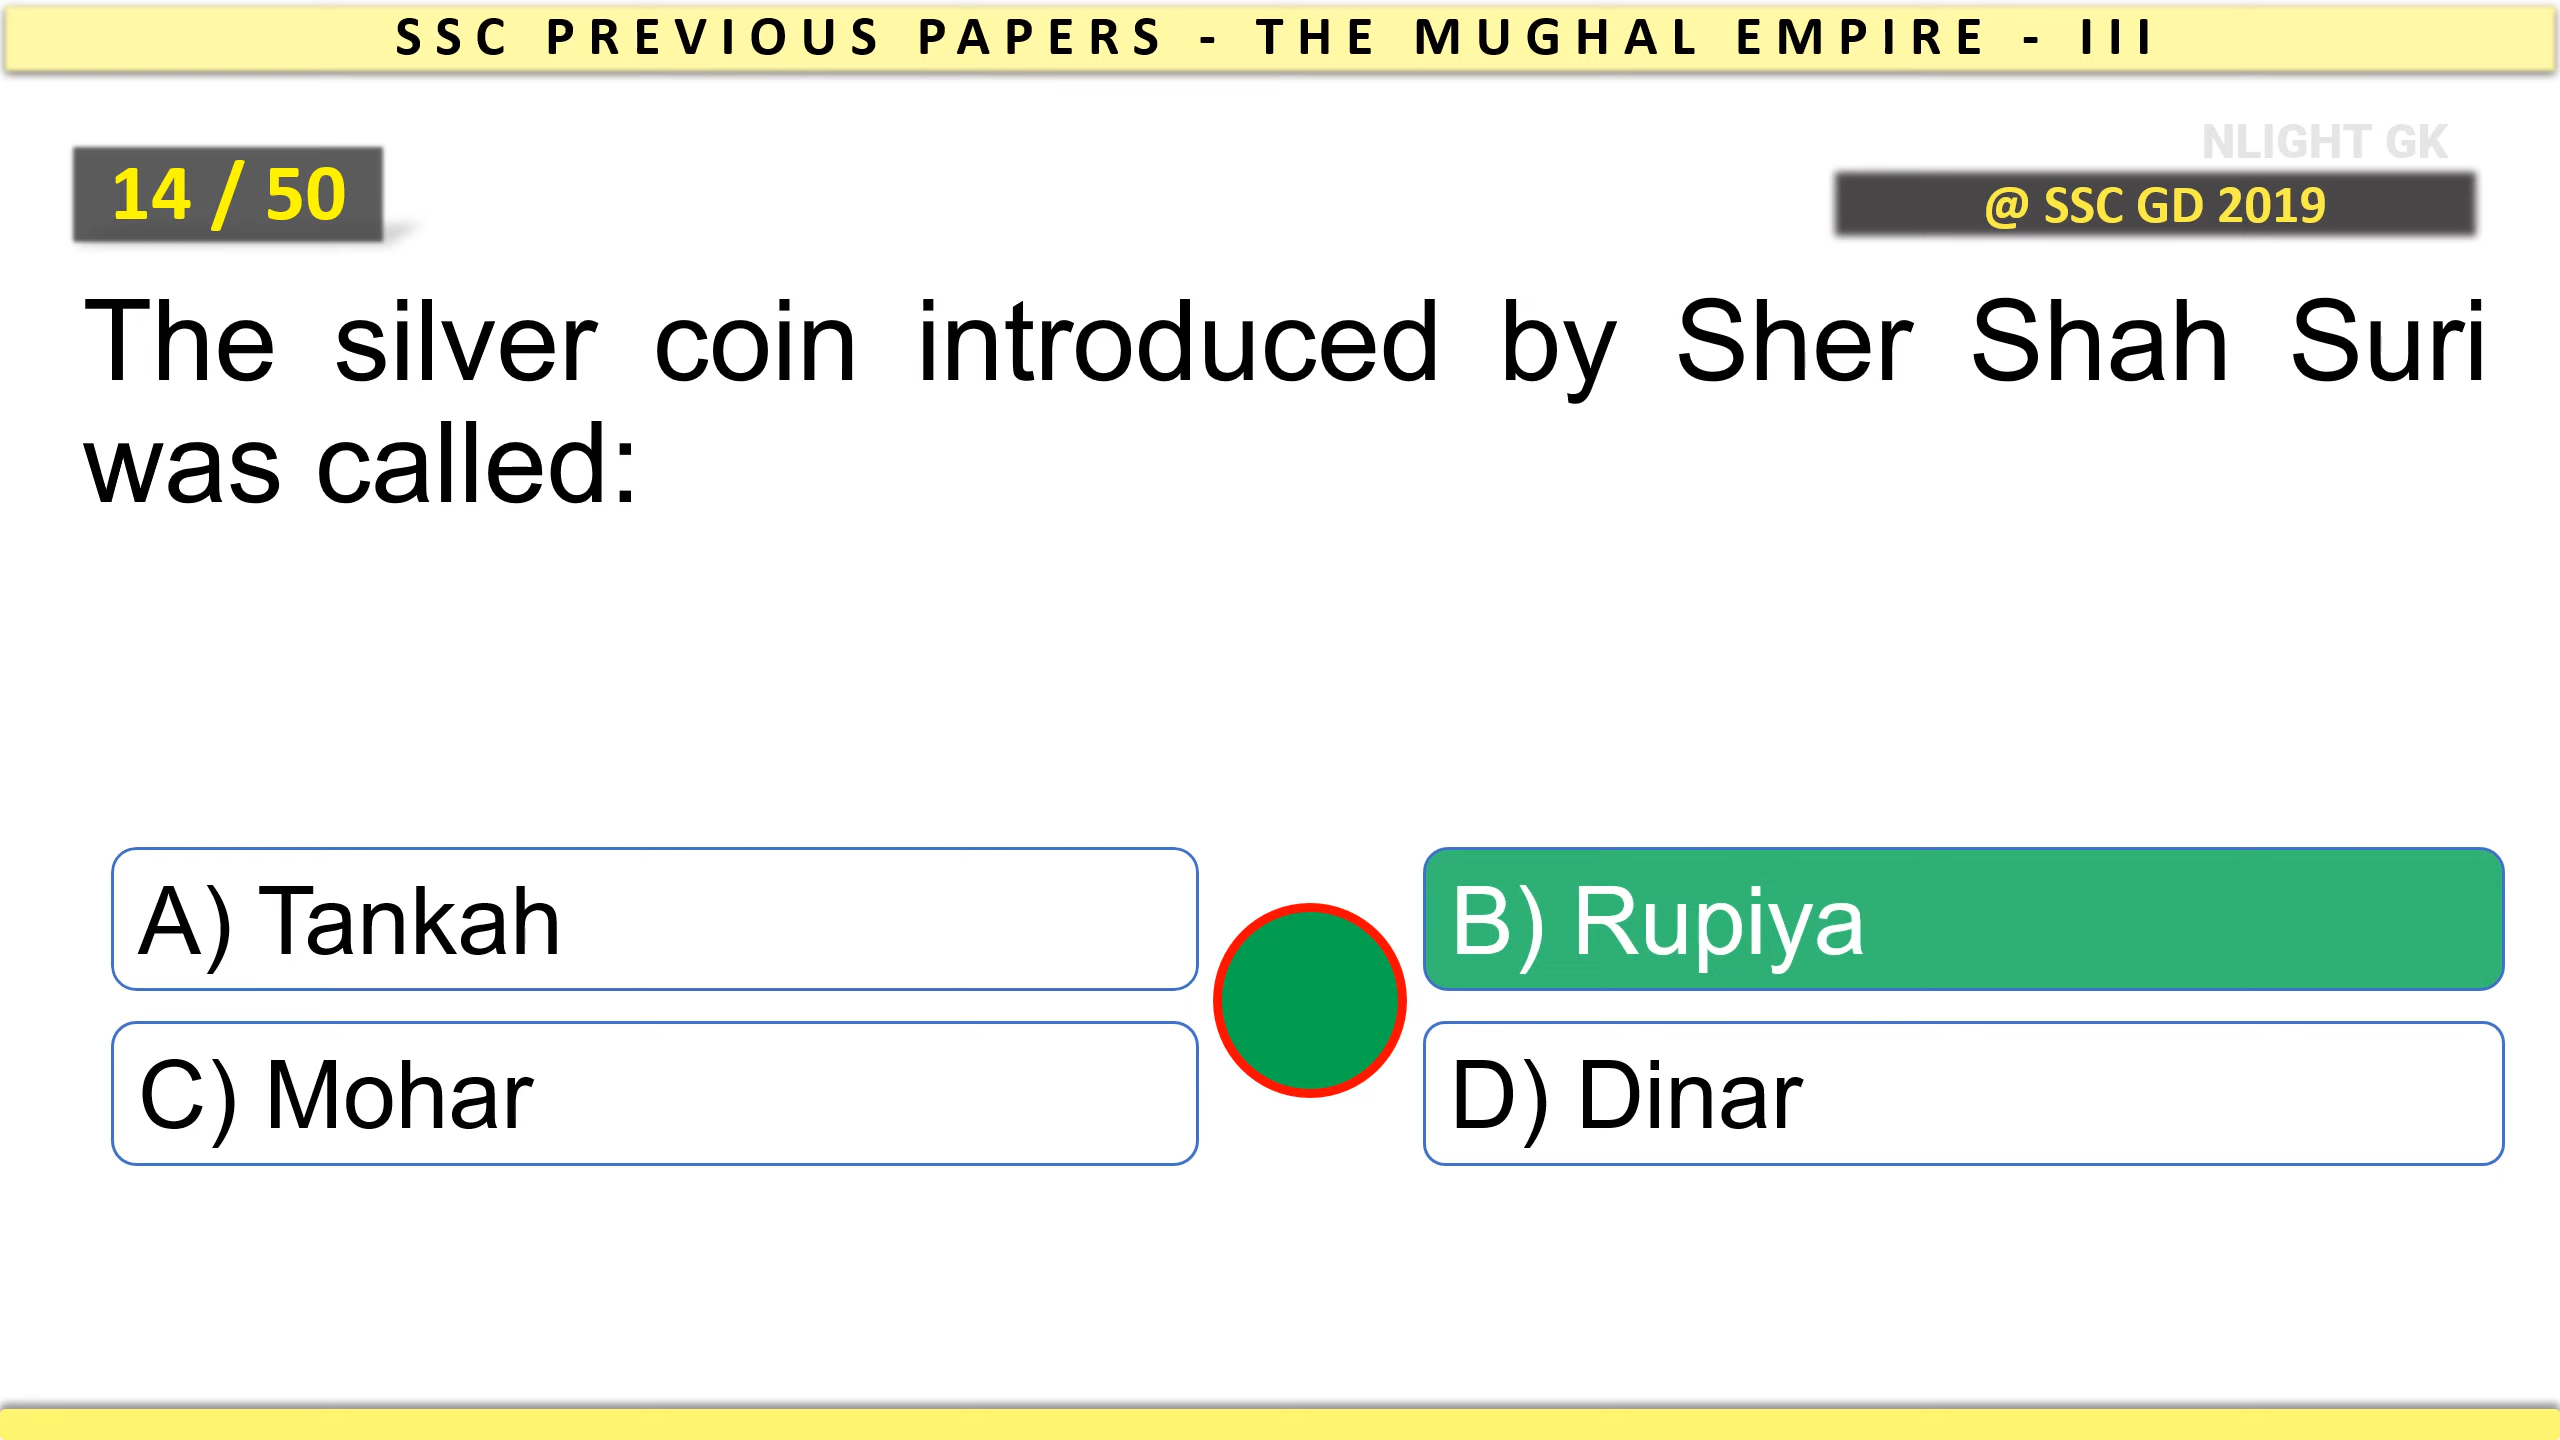 SSC PREVIOUS PAPERS - THE MUGHAL EMPIRE - III
NLIGHT GK
14 / 50
@ SSC GD 2019
The silver coin introduced by Sher Shah Suri
was called:
A) Tankah
B) Rupiya
C) Mohar
D) Dinar